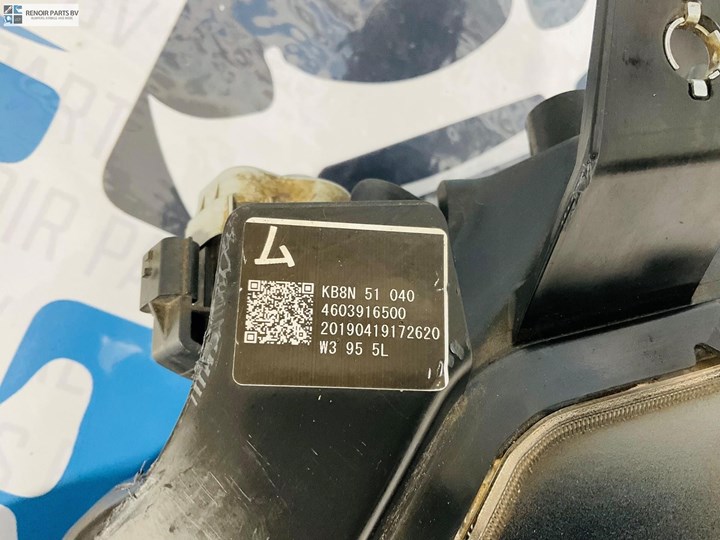 RENOIR PARTS BV
ム
KB8N 51 040
4603916500
20190419172620
W3 95 5L